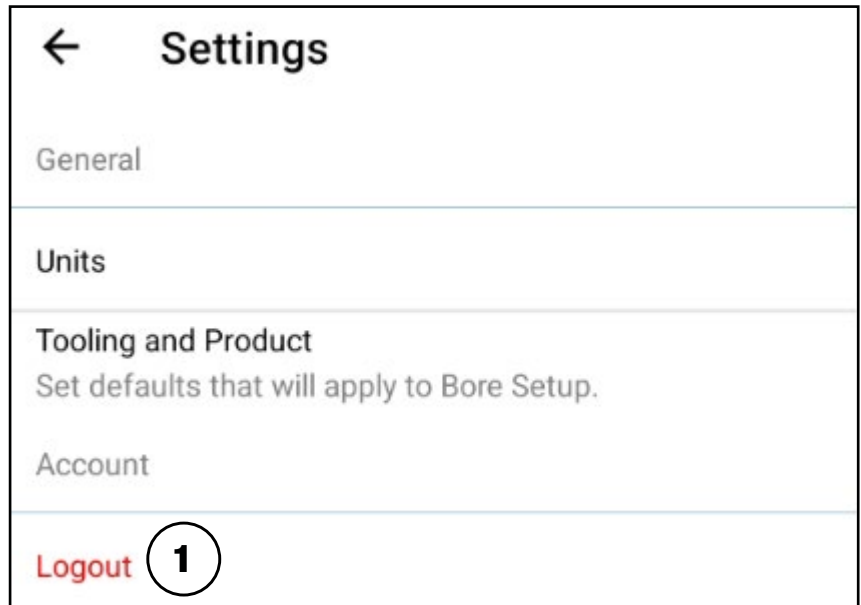 Settings
General
Units
Tooling and Product
Set defaults that will apply to Bore Setup.
Account
Logout 1